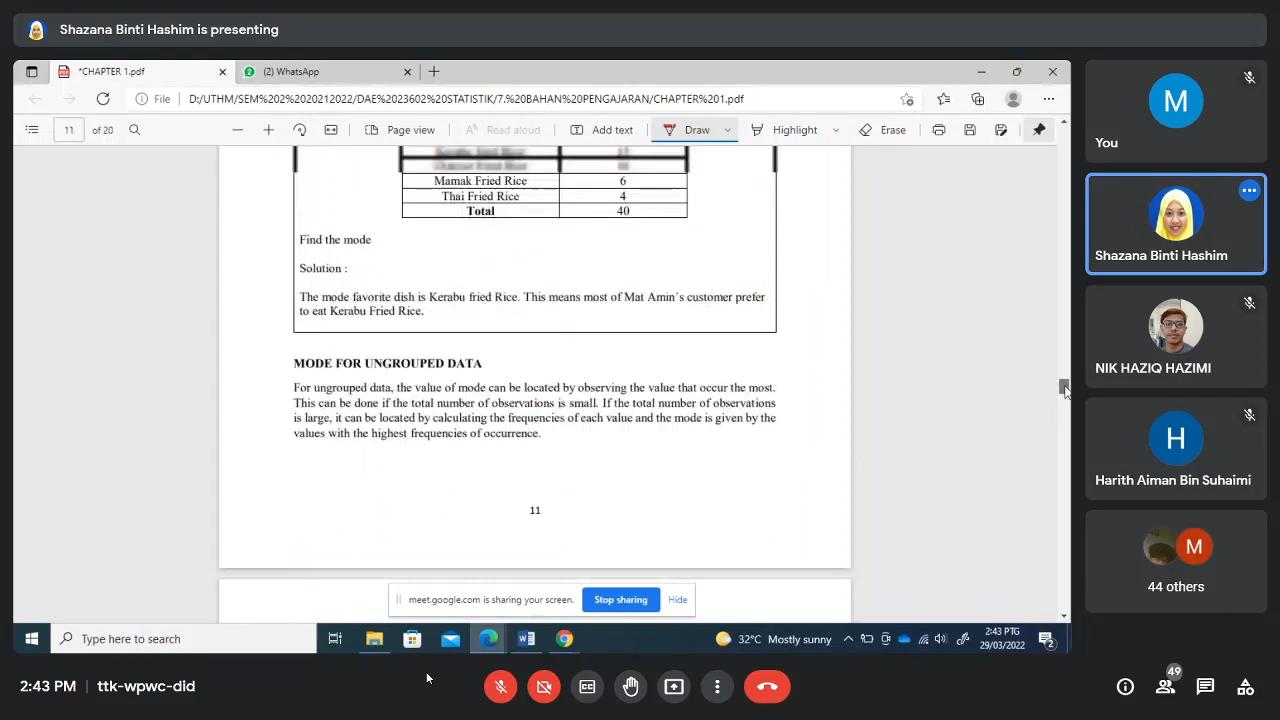 Shazana Binti Hashim is presenting
*CHAPTER 1.pdf
(2) WhatsApp
File
D:/UTHM/SEM%202%2020212022/DAE%2023602%20STATISTIK/7.%20BAHAN%20PENGAJARAN/CHAPTER%201.pdf
11 of 20
Page view
Read aloud
Add text
Draw
Highlight
Erase
Mamak Fried Rice 6
Thai Fried Rice 4
Total 40
Find the mode
Solution :
The mode favorite dish is Kerabu fried Rice. This means most of Mat Amin's customer prefer
to eat Kerabu Fried Rice.
MODE FOR UNGROUPED DATA
For ungrouped data, the value of mode can be located by observing the value that occur the most.
This can be done if the total number of observations is small. If the total number of observations
is large, it can be located by calculating the frequencies of each value and the mode is given by the
values with the highest frequencies of occurrence.
11
meet.google.com is sharing your screen.
Stop sharing
Hide
Type here to search
32°C Mostly sunny
2:43 PTG
29/03/2022
2
M
You
Shazana Binti Hashim
NIK HAZIQ HAZIMI
H
Harith Aiman Bin Suhaimi
M
44 others
2:43 PM | ttk-wpwc-did
49